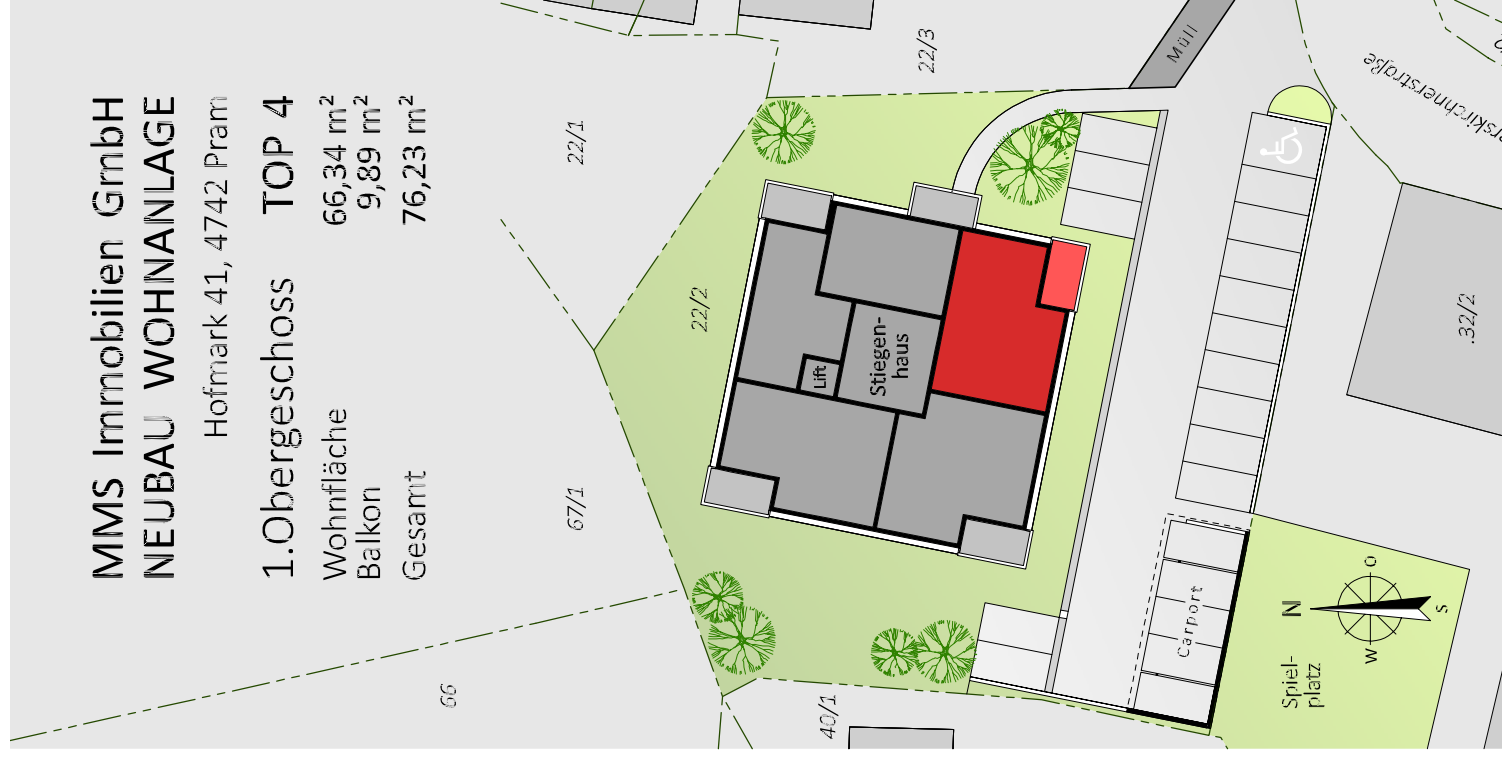 MMS Immobilien GmbH
NEUBAU WOHNANLAGE
Hofmark 41, 4742 Pram
1.Obergeschoss TOP 4
Wohnfläche 66,34 m²
Balkon 9,89 m²
Gesamt 76,23 m²
22/1
22/3
22/2
67/1
66
40/1
.32/2
Müll
Lift
Stiegen-
haus
Carport
Spiel-
platz
N
O
S
W